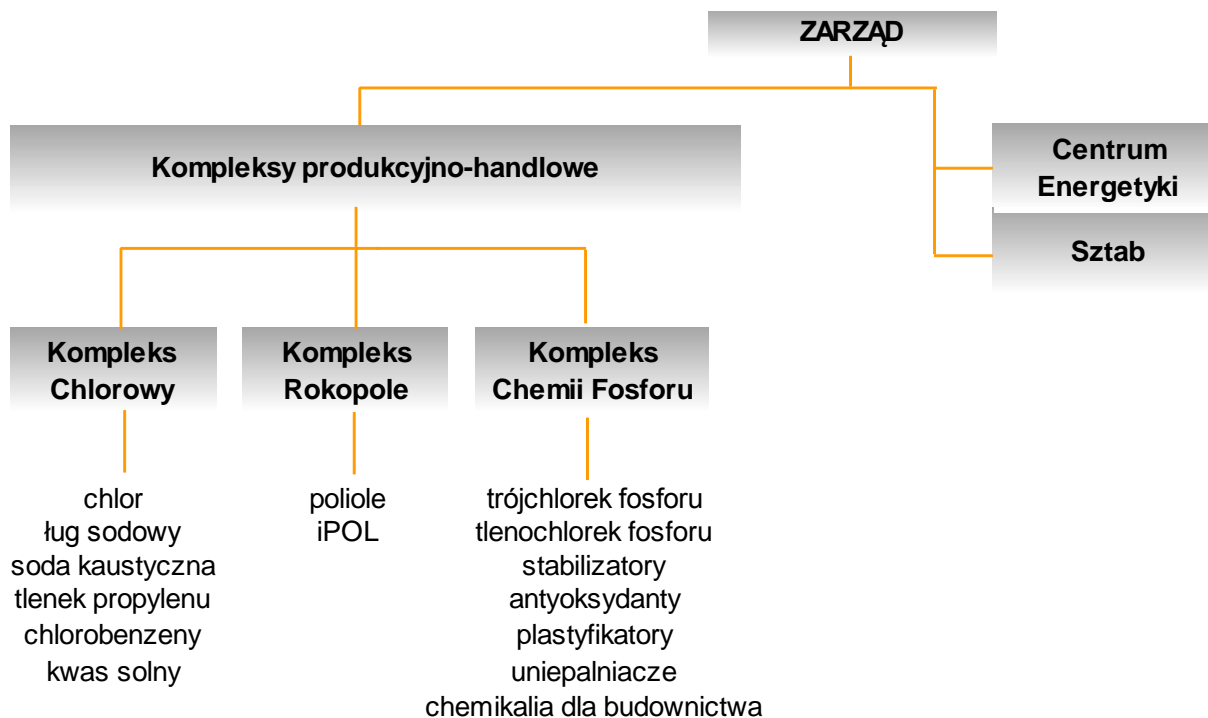 ZARZĄD
Kompleksy produkcyjno-handlowe
Centrum
Energetyki
Sztab
Kompleks
Chlorowy
Kompleks
Rokopole
Kompleks
Chemii Fosforu
chlor
ług sodowy
soda kaustyczna
tlenek propylenu
chlorobenzeny
kwas solny
poliole
iPOL
trójchlorek fosforu
tlenochlorek fosforu
stabilizatory
antyoksydanty
plastyfikatory
uniepalniacze
chemikalia dla budownictwa